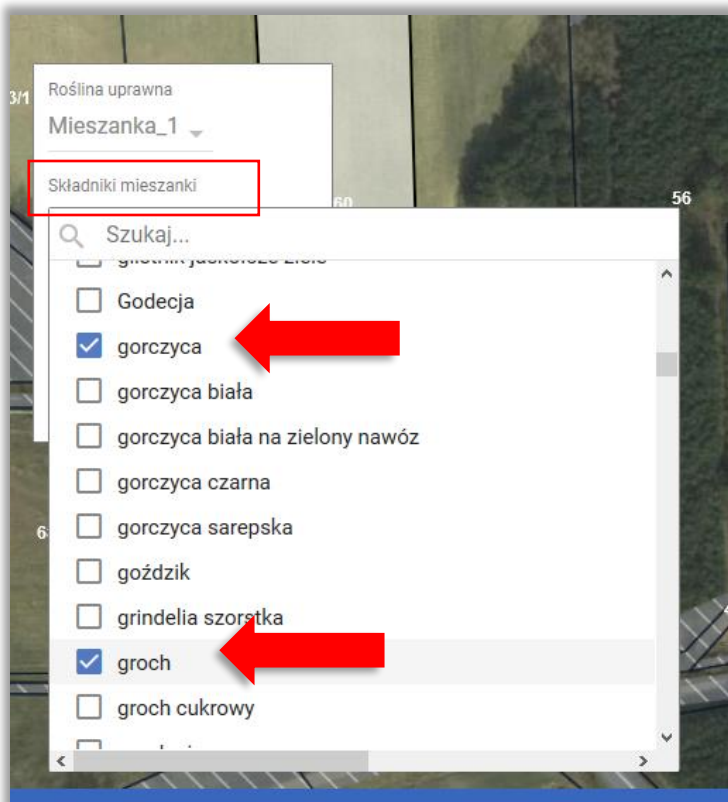 3/1
Roślina uprawna
Mieszanka_1
Składniki mieszanki
60
56
Szukaj...
Godecja
gorczyca
gorczyca biała
gorczyca biała na zielony nawóz
gorczyca czarna
gorczyca sarepska
goździk
grindelia szorstka
groch
groch cukrowy